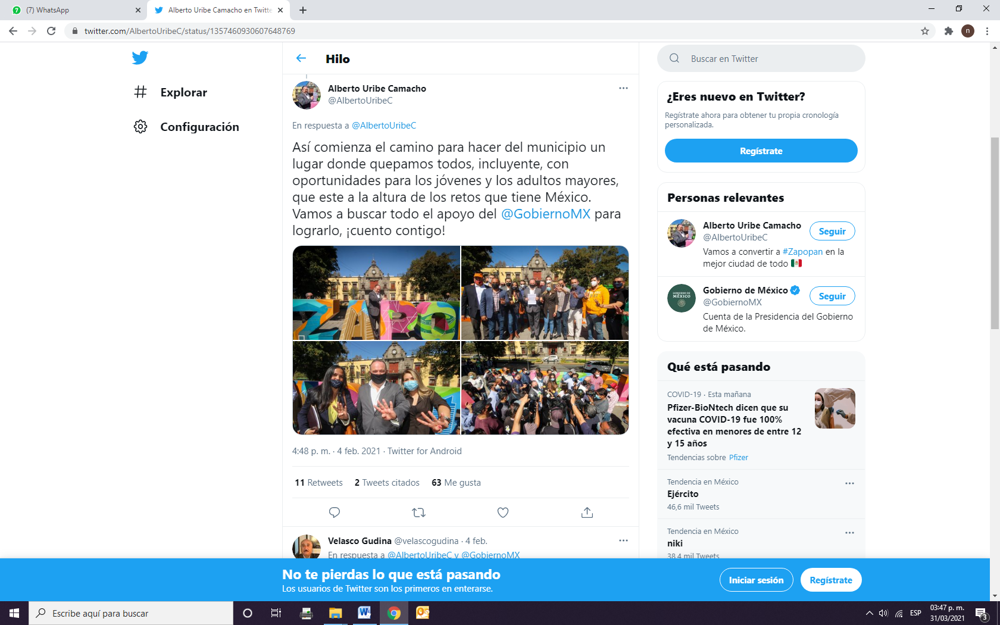 (7) WhatsApp
Alberto Uribe Camacho en Twitte
twitter.com/AlbertoUribeC/status/1357460930607648769
n
Explorar
Configuración
Hilo
Alberto Uribe Camacho
@AlbertoUribeC
En respuesta a @AlbertoUribeC
Así comienza el camino para hacer del municipio un
lugar donde quepamos todos, incluyente, con
oportunidades para los jóvenes y los adultos mayores,
que este a la altura de los retos que tiene México.
Vamos a buscar todo el apoyo del @GobiernoMX para
lograrlo, ¡cuento contigo!
ZAPO
4:48 p. m. · 4 feb. 2021 · Twitter for Android
11 Retweets 2 Tweets citados 63 Me gusta
Velasco Gudina @velascogudina · 4 feb.
En respuesta a @AlbertoUribeC y @GobiernoMX
Buscar en Twitter
¿Eres nuevo en Twitter?
Regístrate ahora para obtener tu propia cronología
personalizada.
Regístrate
Personas relevantes
Alberto Uribe Camacho
@AlbertoUribeC
Seguir
Vamos a convertir a #Zapopan en la
mejor ciudad de todo 🇲🇽
GOBIERNO DE
MÉXICO
Gobierno de México
@GobiernoMX
Seguir
Cuenta de la Presidencia del Gobierno
de México.
Qué está pasando
COVID-19 · Esta mañana
Pfizer-BioNtech dicen que su
vacuna COVID-19 fue 100%
efectiva en menores de entre 12
y 15 años
Tendencias sobre Pfizer
Tendencia en México
Ejército
46,6 mil Tweets
Tendencia en México
niki
38,4 mil Tweets
No te pierdas lo que está pasando
Los usuarios de Twitter son los primeros en enterarse.
Iniciar sesión
Regístrate
Escribe aquí para buscar
ESP
03:47 p. m.
31/03/2021
3